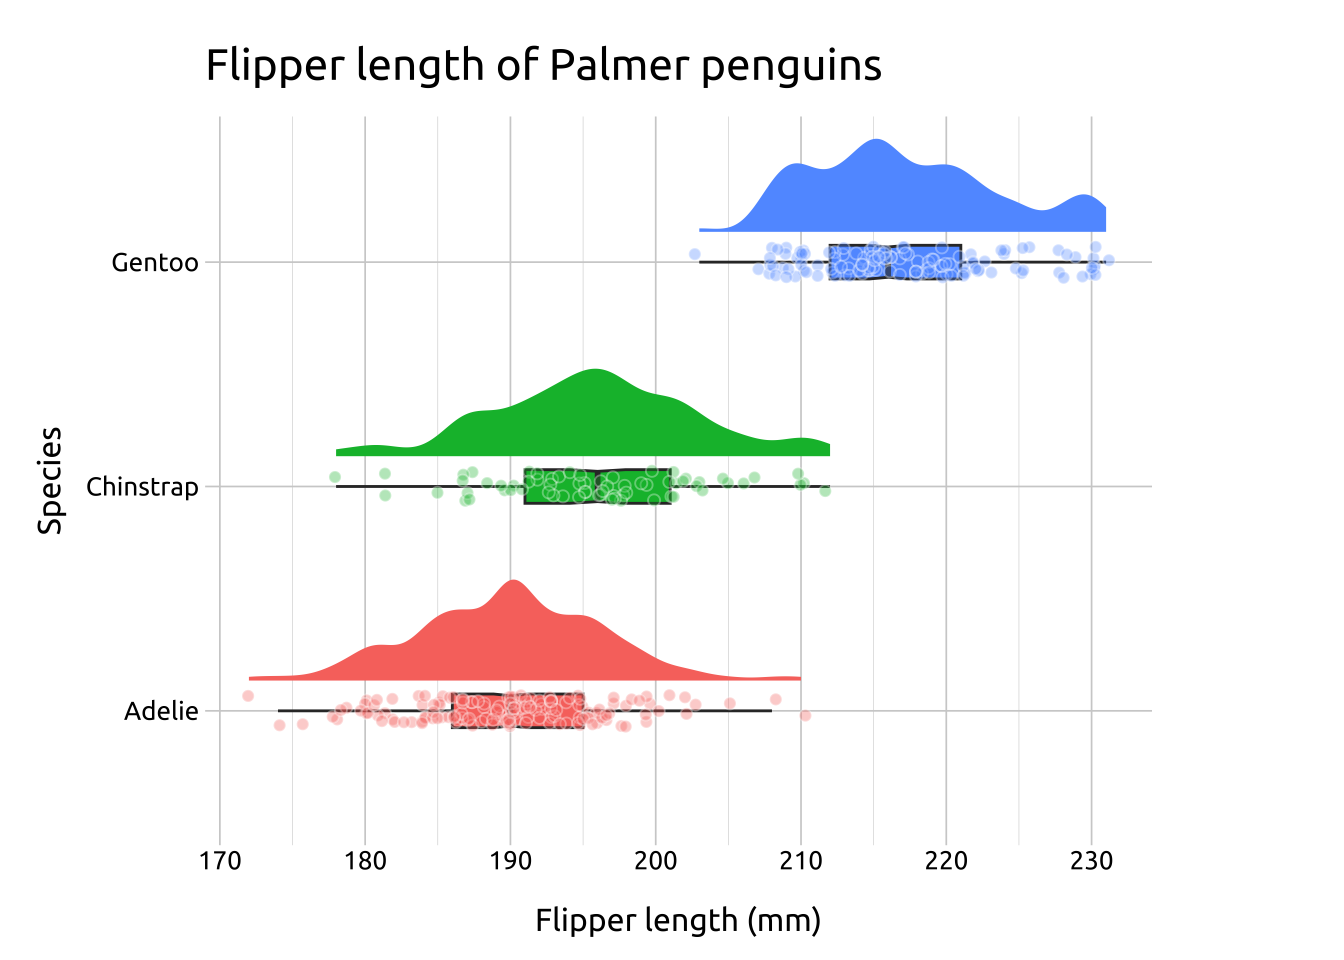 Flipper length of Palmer penguins
Species
Gentoo
Chinstrap
Adelie
170 180 190 200 210 220 230
Flipper length (mm)